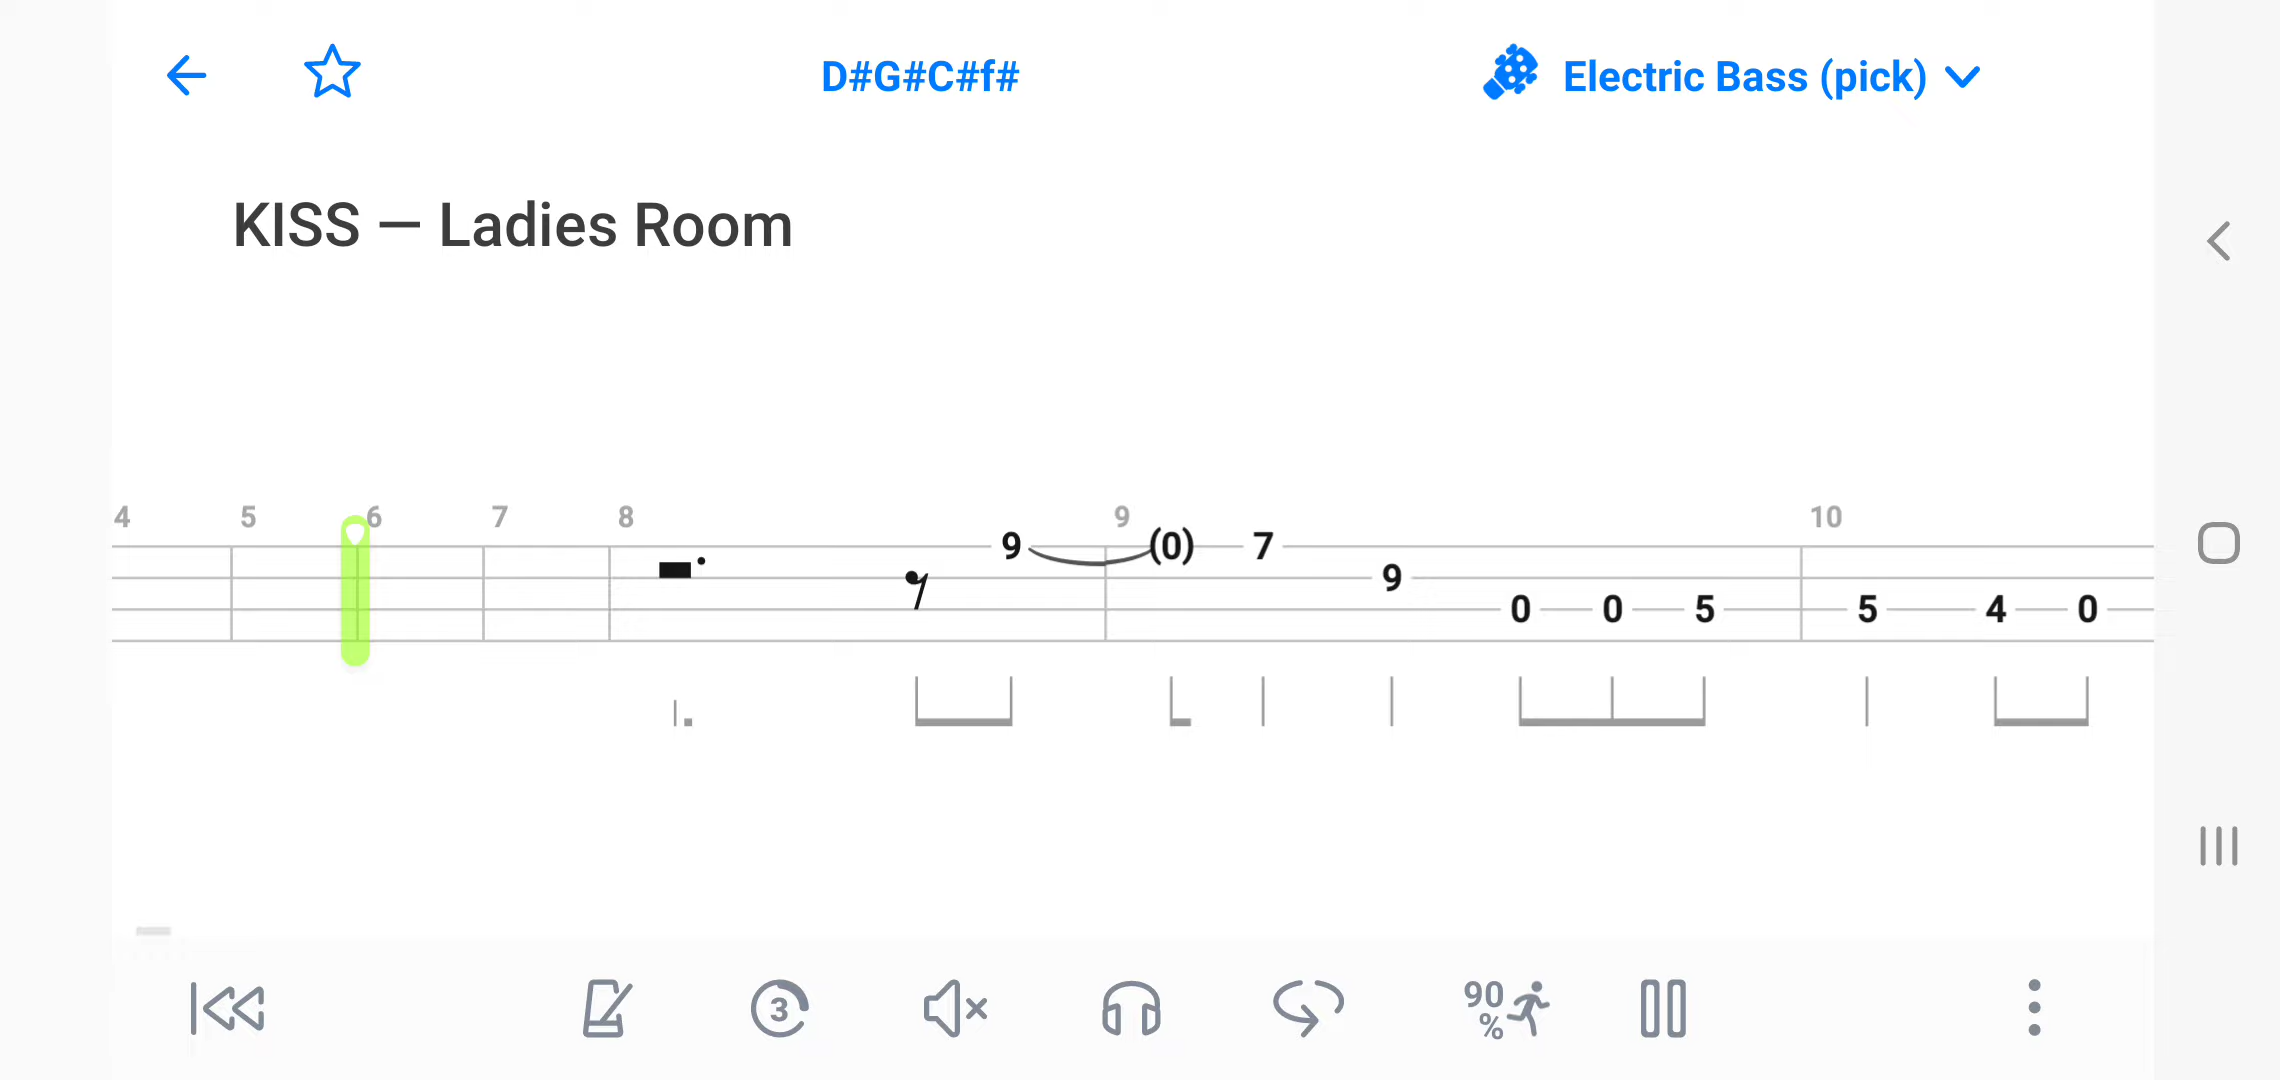 D#G#C#f#
Electric Bass (pick)
KISS — Ladies Room
4 5 6 7 8 9 10
9 (0) 7
9
0 0 5 5 4 0
3
90
%